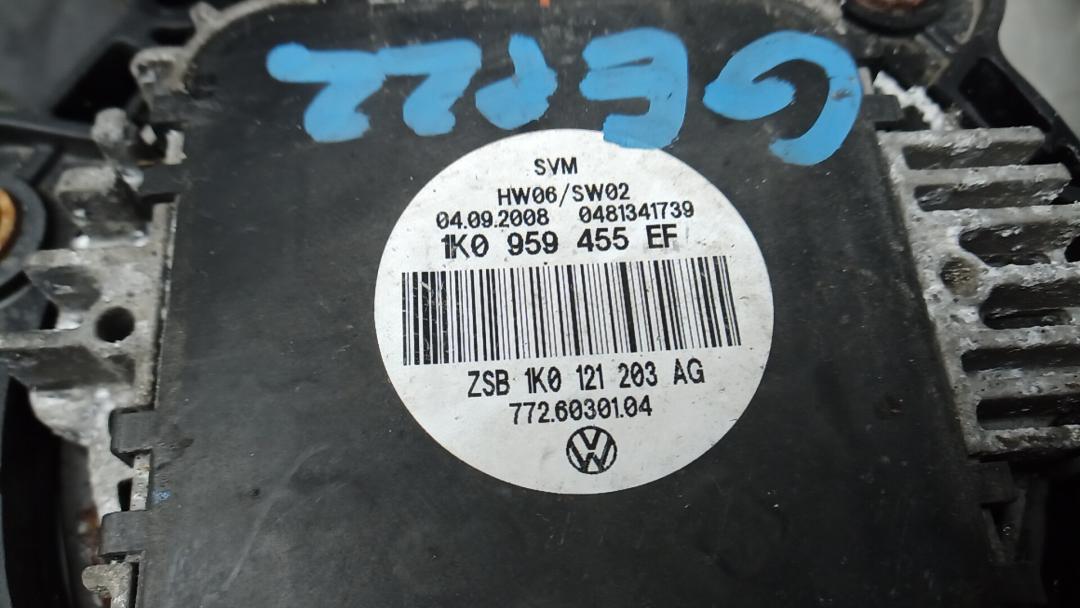 SVM
HW06/SW02
04.09.2008 0481341739
1K0 959 455 EF
ZSB 1K0 121 203 AG
772.60301.04